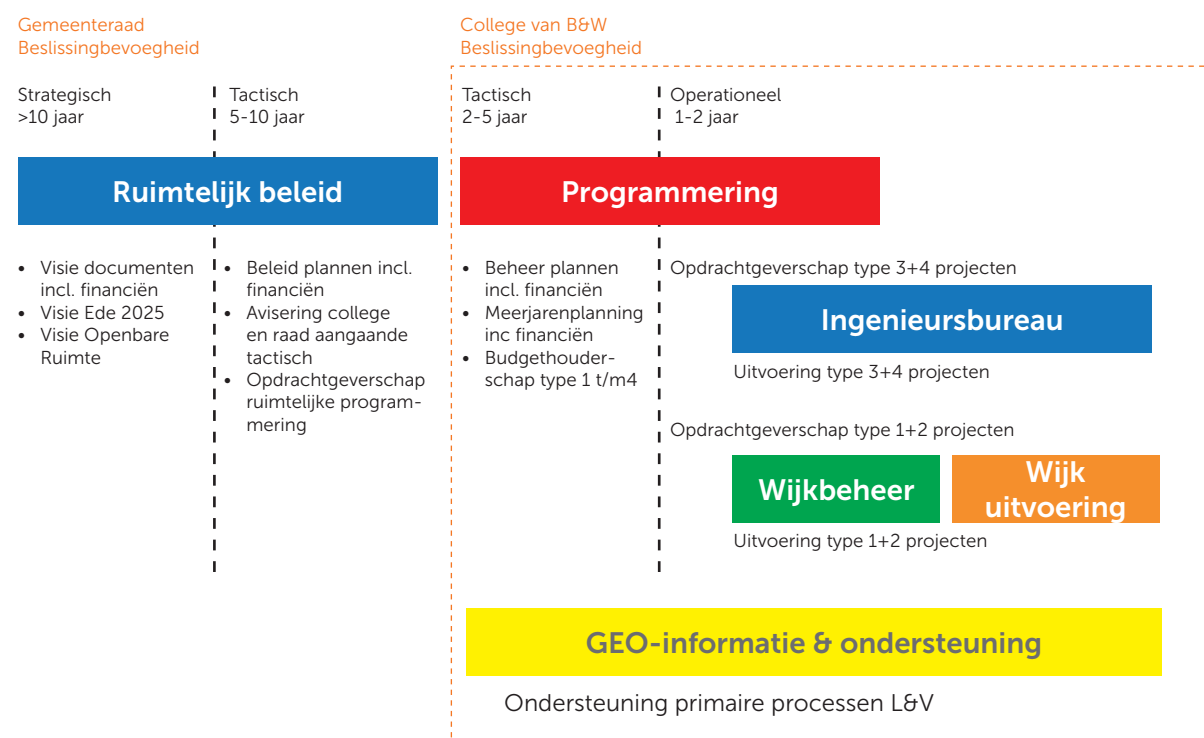 Gemeenteraad
Beslissingbevoegheid
College van B&W
Beslissingbevoegheid
Strategisch
>10 jaar
Tactisch
5-10 jaar
Tactisch
2-5 jaar
Operationeel
1-2 jaar
Ruimtelijk beleid
Programmering
• Visie documenten
incl. financiën
• Visie Ede 2025
• Visie Openbare
Ruimte
• Beleid plannen incl.
financiën
• Avisering college
en raad aangaande
tactisch
• Opdrachtgeverschap
ruimtelijke program-
mering
• Beheer plannen
incl. financiën
• Meerjarenplanning
inc financiën
• Budgethouder-
schap type 1 t/m4
Opdrachtgeverschap type 3+4 projecten
Ingenieursbureau
Uitvoering type 3+4 projecten
Opdrachtgeverschap type 1+2 projecten
Wijkbeheer
Wijk
uitvoering
Uitvoering type 1+2 projecten
GEO-informatie & ondersteuning
Ondersteuning primaire processen L&V